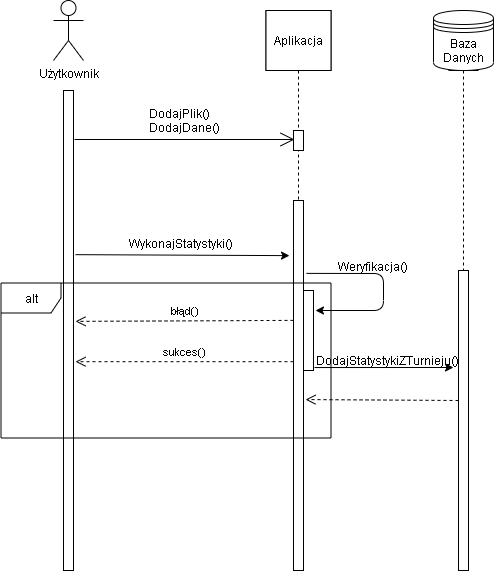 Użytkownik
Aplikacja
Baza
Danych
DodajPlik()
DodajDane()
WykonajStatystyki()
Weryfikacja()
alt
błąd()
sukces()
DodajStatystykiZTurnieju()